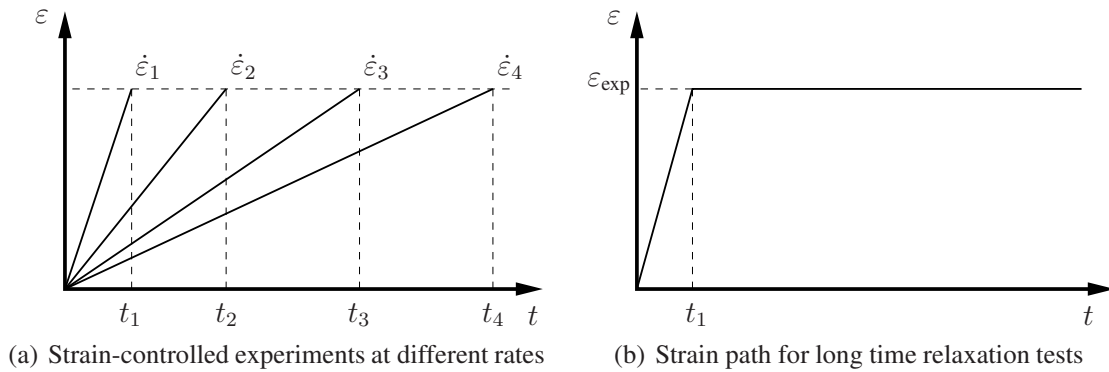 ε
ε̇₁ ε̇₂ ε̇₃ ε̇₄
t₁ t₂ t₃ t₄ t
(a) Strain-controlled experiments at different rates
ε
ε_exp
t₁ t
(b) Strain path for long time relaxation tests